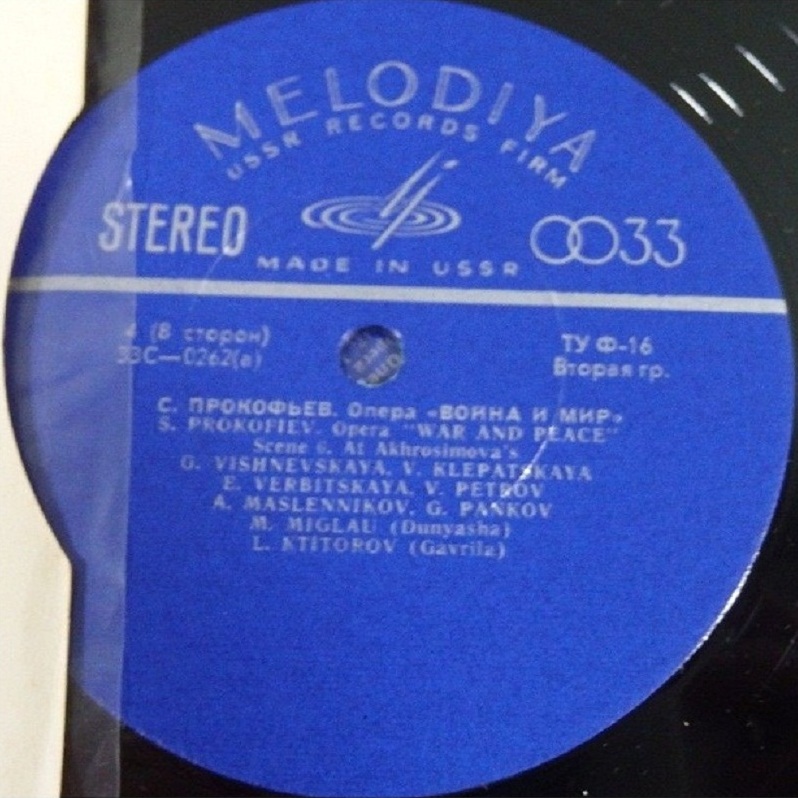 MELODIYA
USSR RECORDS FIRM
STEREO
33
MADE IN USSR
4 (8 сторон)
ТУ Ф-16
33С—0262(а)
Вторая гр.
С. ПРОКОФЬЕВ. Опера «ВОЙНА И МИР»
S. PROKOFIEV. Opera "WAR AND PEACE"
Scene 6. At Akhrosimova's
G. VISHNEVSKAYA, V. KLEPATSKAYA
E. VERBITSKAYA, V. PETROV
A. MASLENNIKOV, G. PANKOV
M. MIGLAU (Dunyasha)
L. KTITOROV (Gavrila)